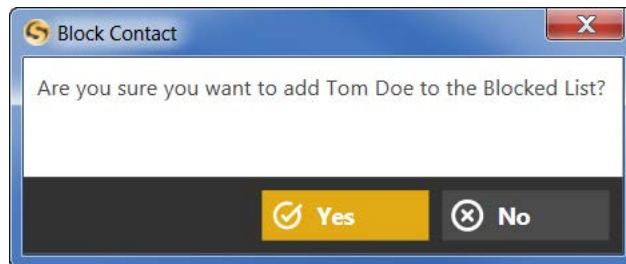 Block Contact
Are you sure you want to add Tom Doe to the Blocked List?
Yes
No